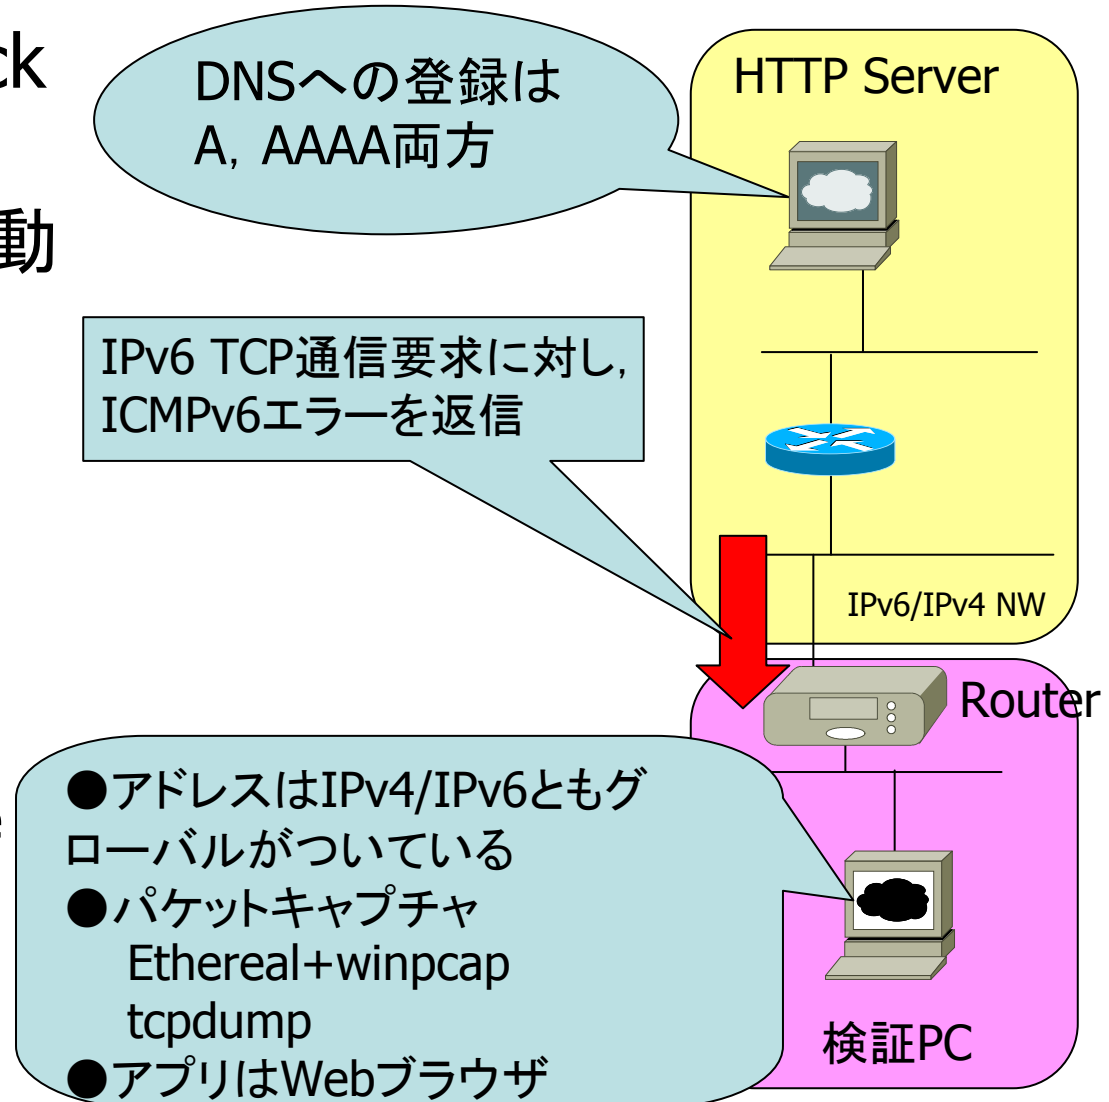 ck
動
e
DNSへの登録は
A, AAAA両方
HTTP Server
IPv6 TCP通信要求に対し,
ICMPv6エラーを返信
IPv6/IPv4 NW
Router
●アドレスはIPv4/IPv6ともグ
ローバルがついている
●パケットキャプチャ
Ethereal+winpcap
tcpdump
●アプリはWebブラウザ
検証PC